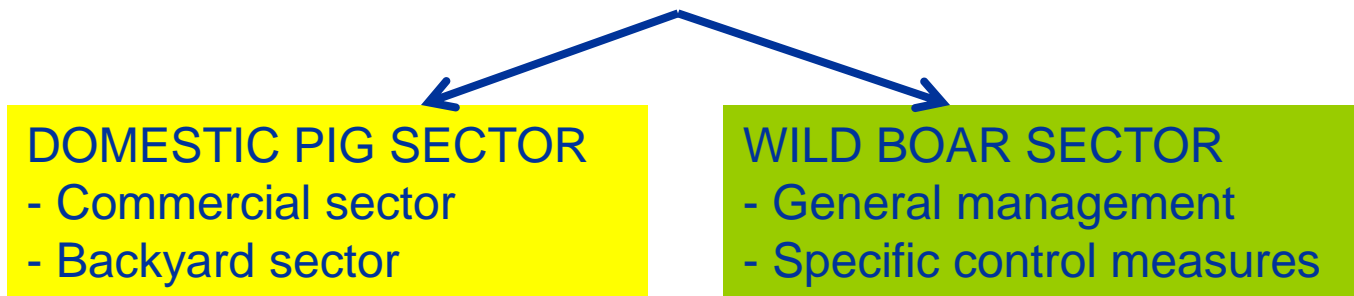 DOMESTIC PIG SECTOR
- Commercial sector
- Backyard sector
WILD BOAR SECTOR
- General management
- Specific control measures